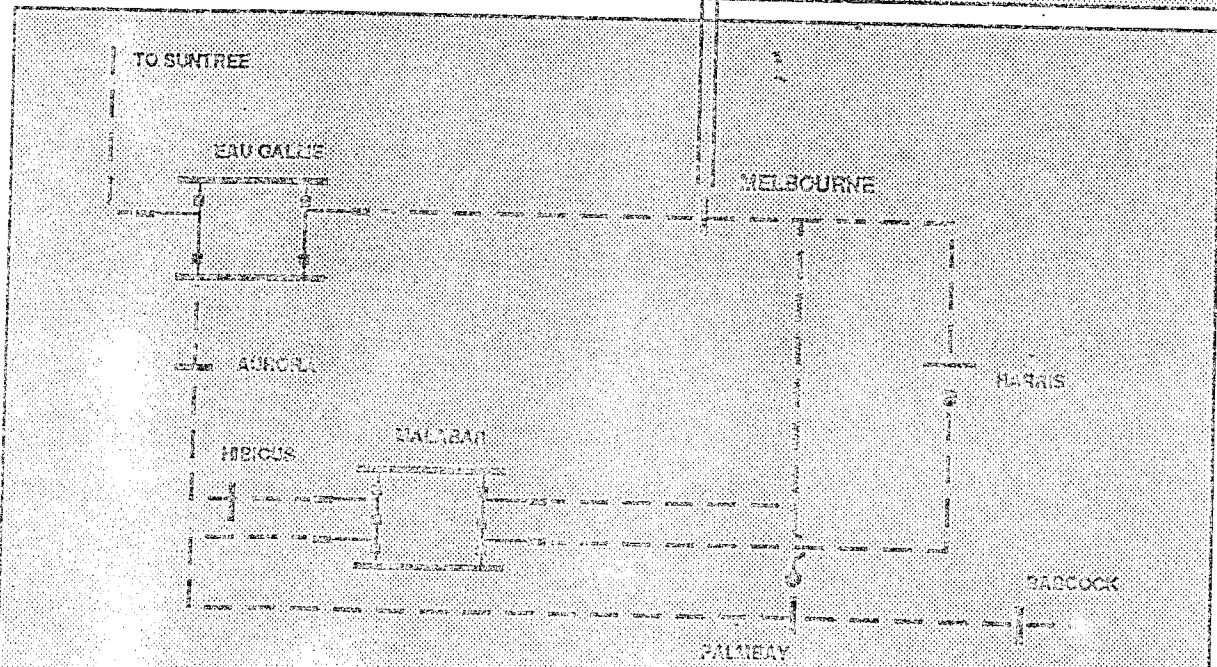 TO SUNTREE
EAU GALLIE
MELBOURNE
AURORA
HARRIS
MALABAR
HIBICUS
BABCOCK
PALMBAY